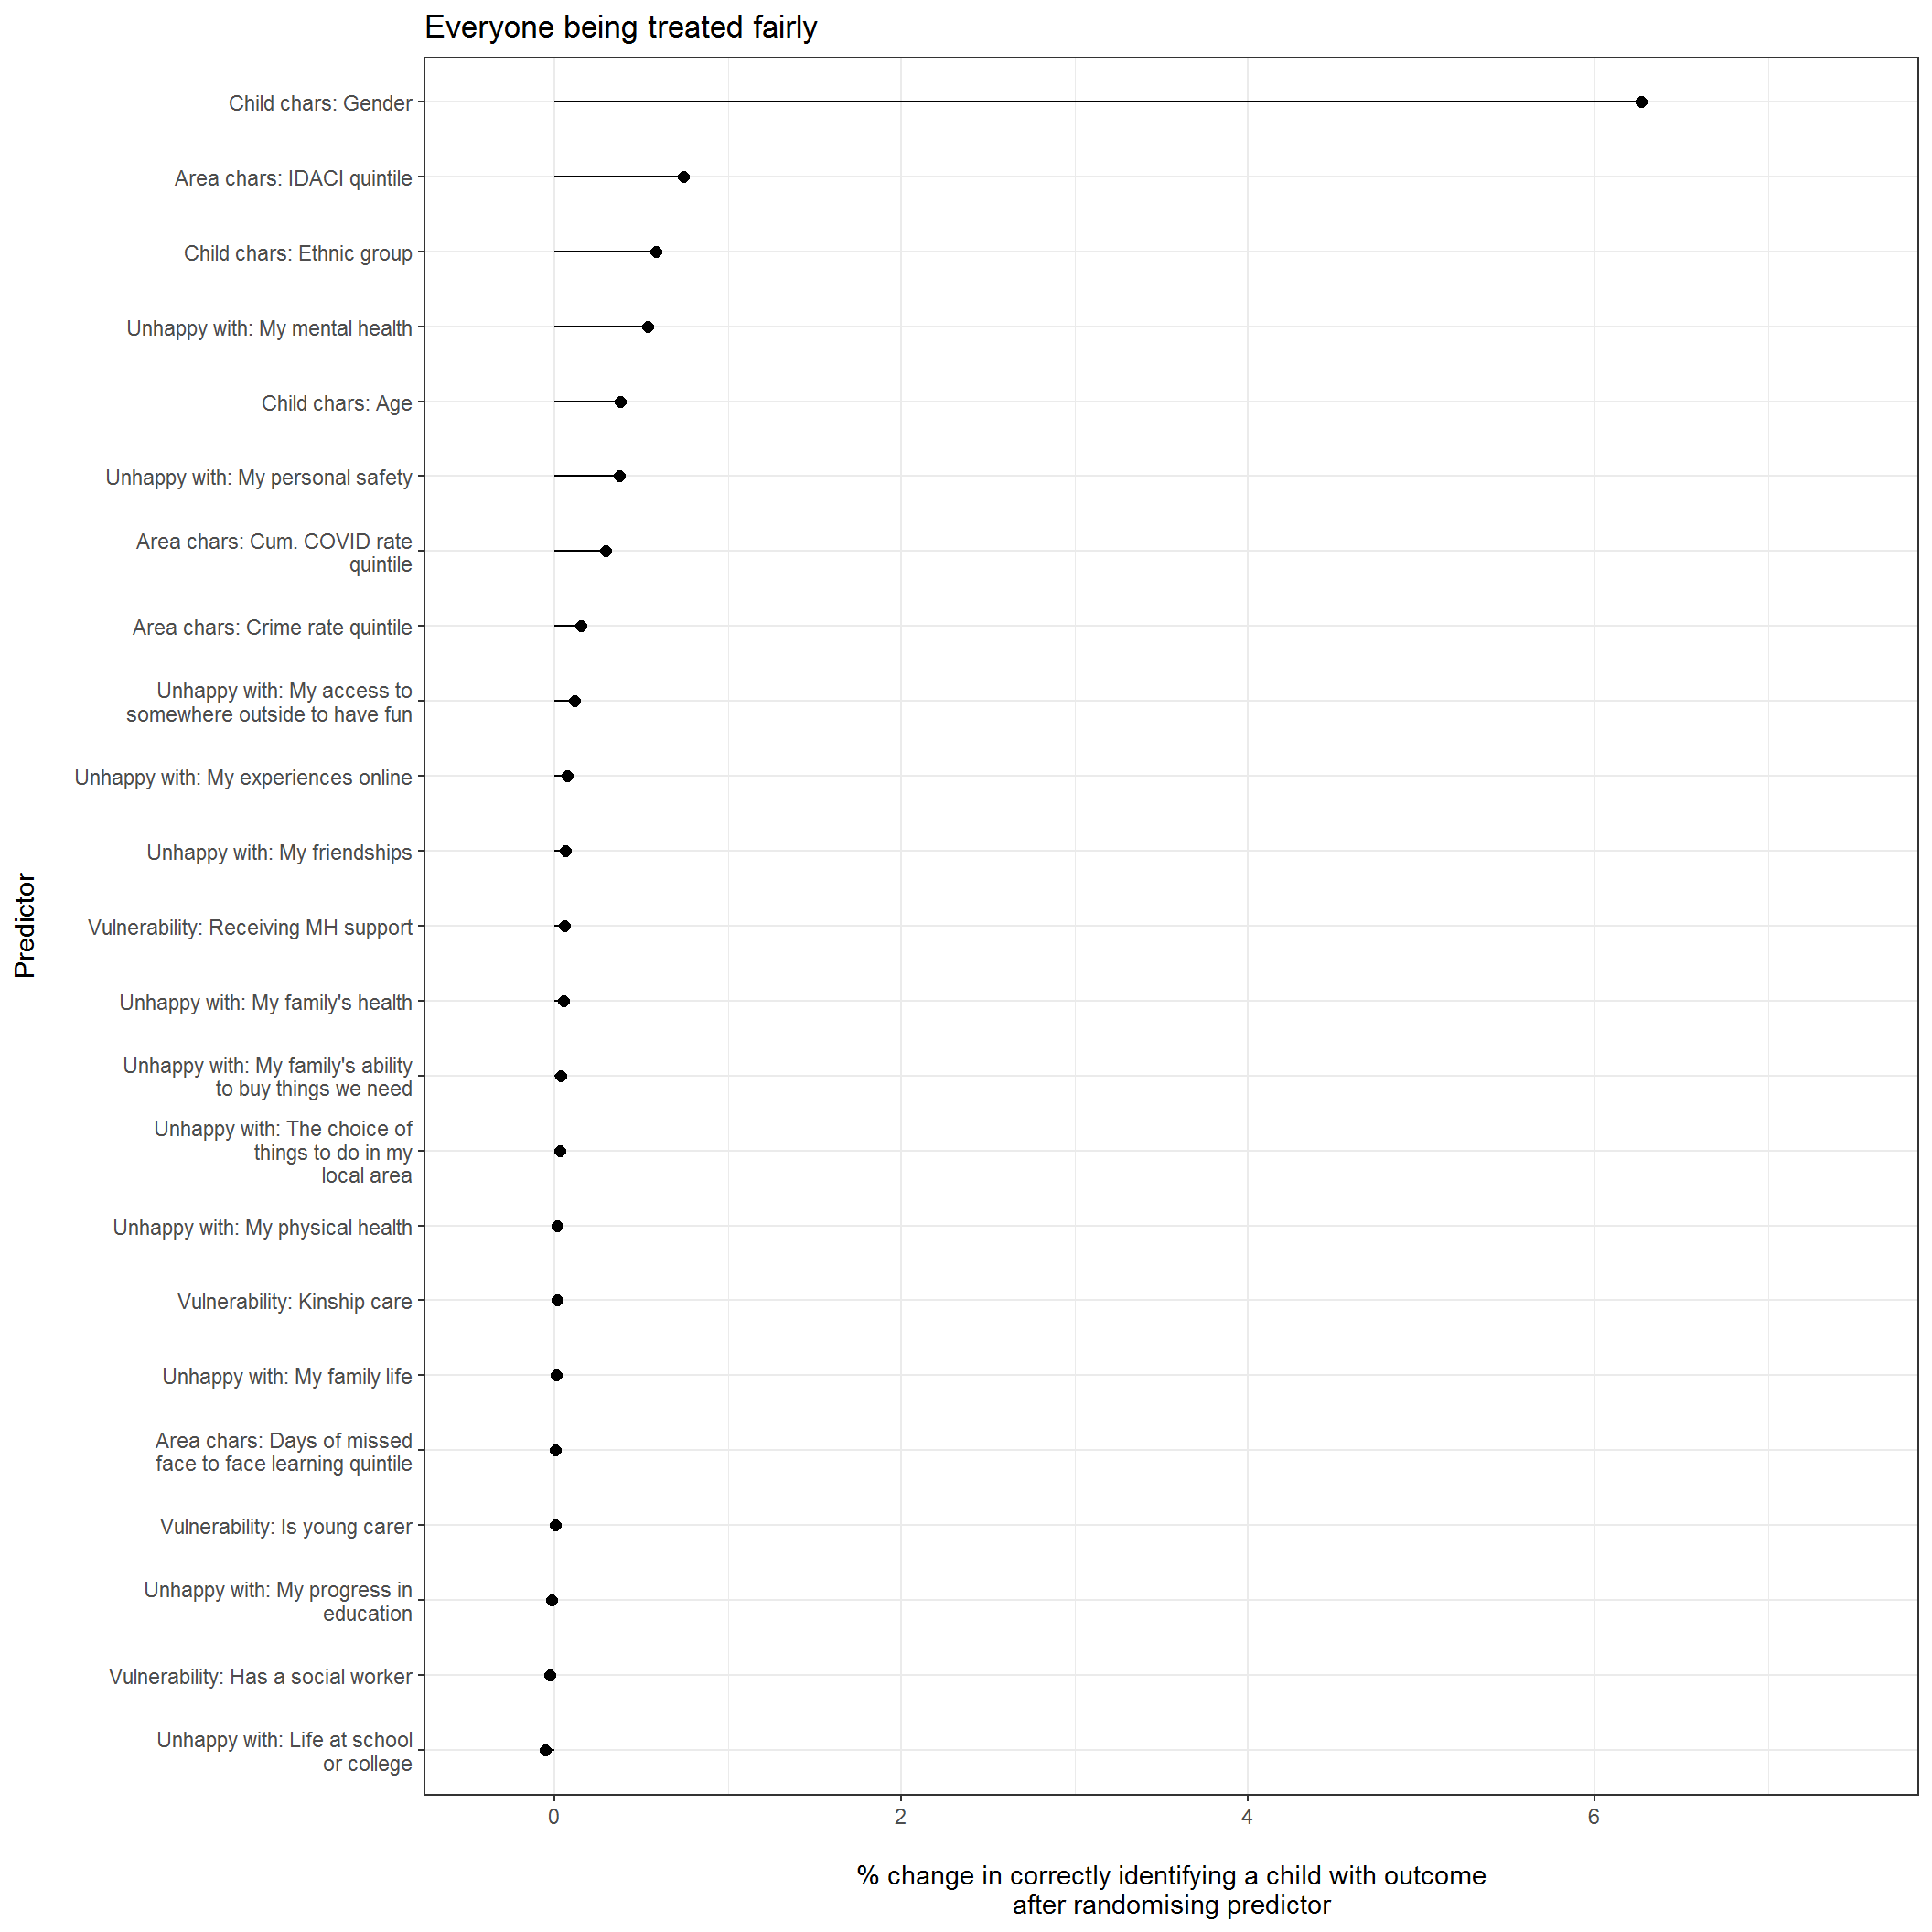 Everyone being treated fairly
Child chars: Gender
Area chars: IDACI quintile
Child chars: Ethnic group
Unhappy with: My mental health
Child chars: Age
Unhappy with: My personal safety
Area chars: Cum. COVID rate
quintile
Area chars: Crime rate quintile
Unhappy with: My access to
somewhere outside to have fun
Unhappy with: My experiences online
Unhappy with: My friendships
Vulnerability: Receiving MH support
Unhappy with: My family's health
Unhappy with: My family's ability
to buy things we need
Unhappy with: The choice of
things to do in my
local area
Unhappy with: My physical health
Vulnerability: Kinship care
Unhappy with: My family life
Area chars: Days of missed
face to face learning quintile
Vulnerability: Is young carer
Unhappy with: My progress in
education
Vulnerability: Has a social worker
Unhappy with: Life at school
or college
Predictor
0 2 4 6
% change in correctly identifying a child with outcome
after randomising predictor